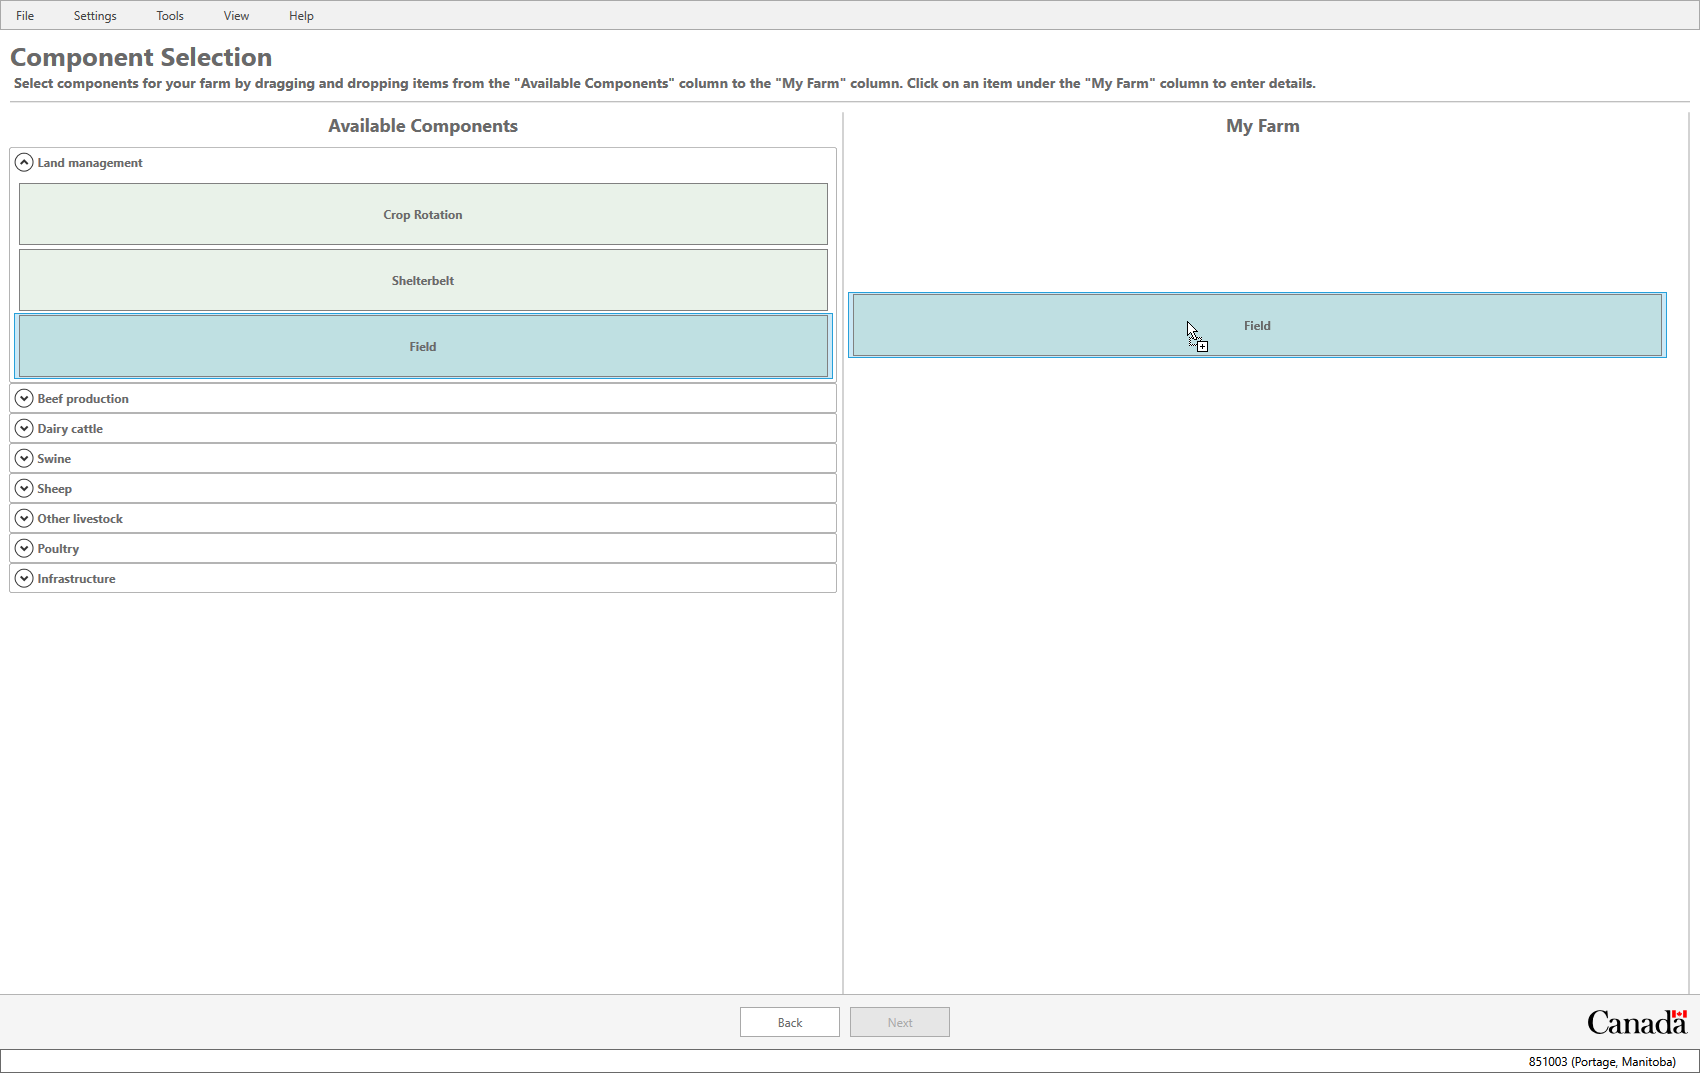 File Settings Tools View Help
Component Selection
Select components for your farm by dragging and dropping items from the "Available Components" column to the "My Farm" column. Click on an item under the "My Farm" column to enter details.
Available Components
Land management
Crop Rotation
Shelterbelt
Field
Beef production
Dairy cattle
Swine
Sheep
Other livestock
Poultry
Infrastructure
My Farm
Field
Back Next
Canada
851003 (Portage, Manitoba)